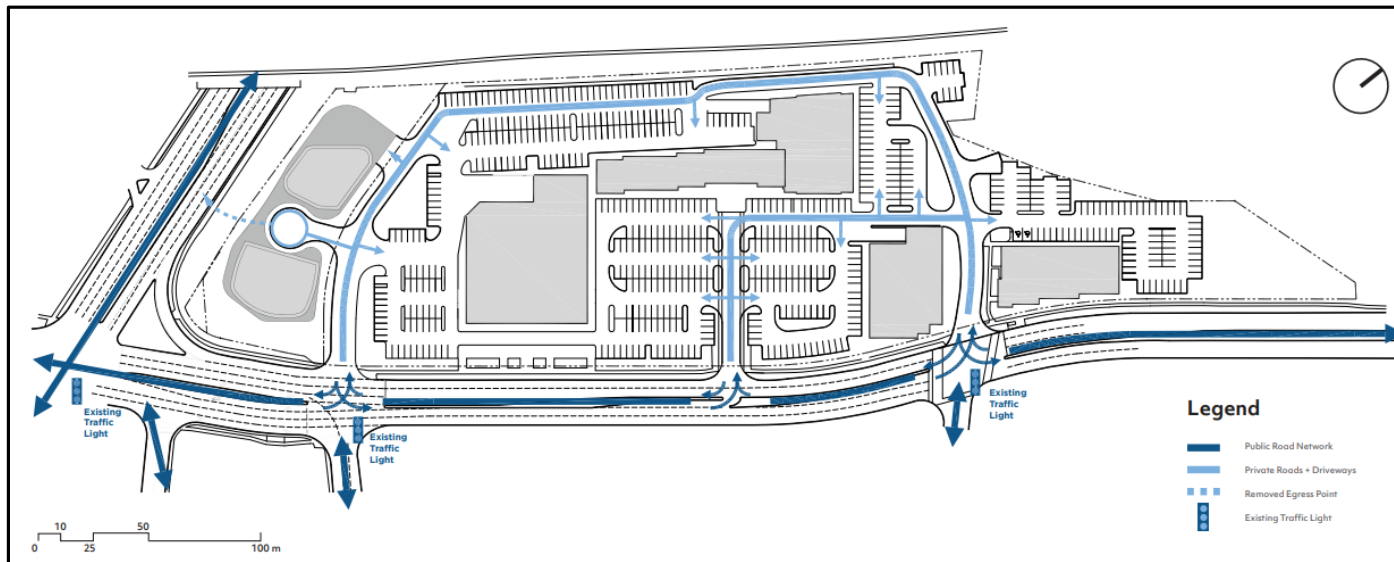 Existing
Traffic
Light
Existing
Traffic
Light
Existing
Traffic
Light
Legend
Public Road Network
Private Roads + Driveways
Removed Egress Point
Existing Traffic Light
10 50
0 25 100 m